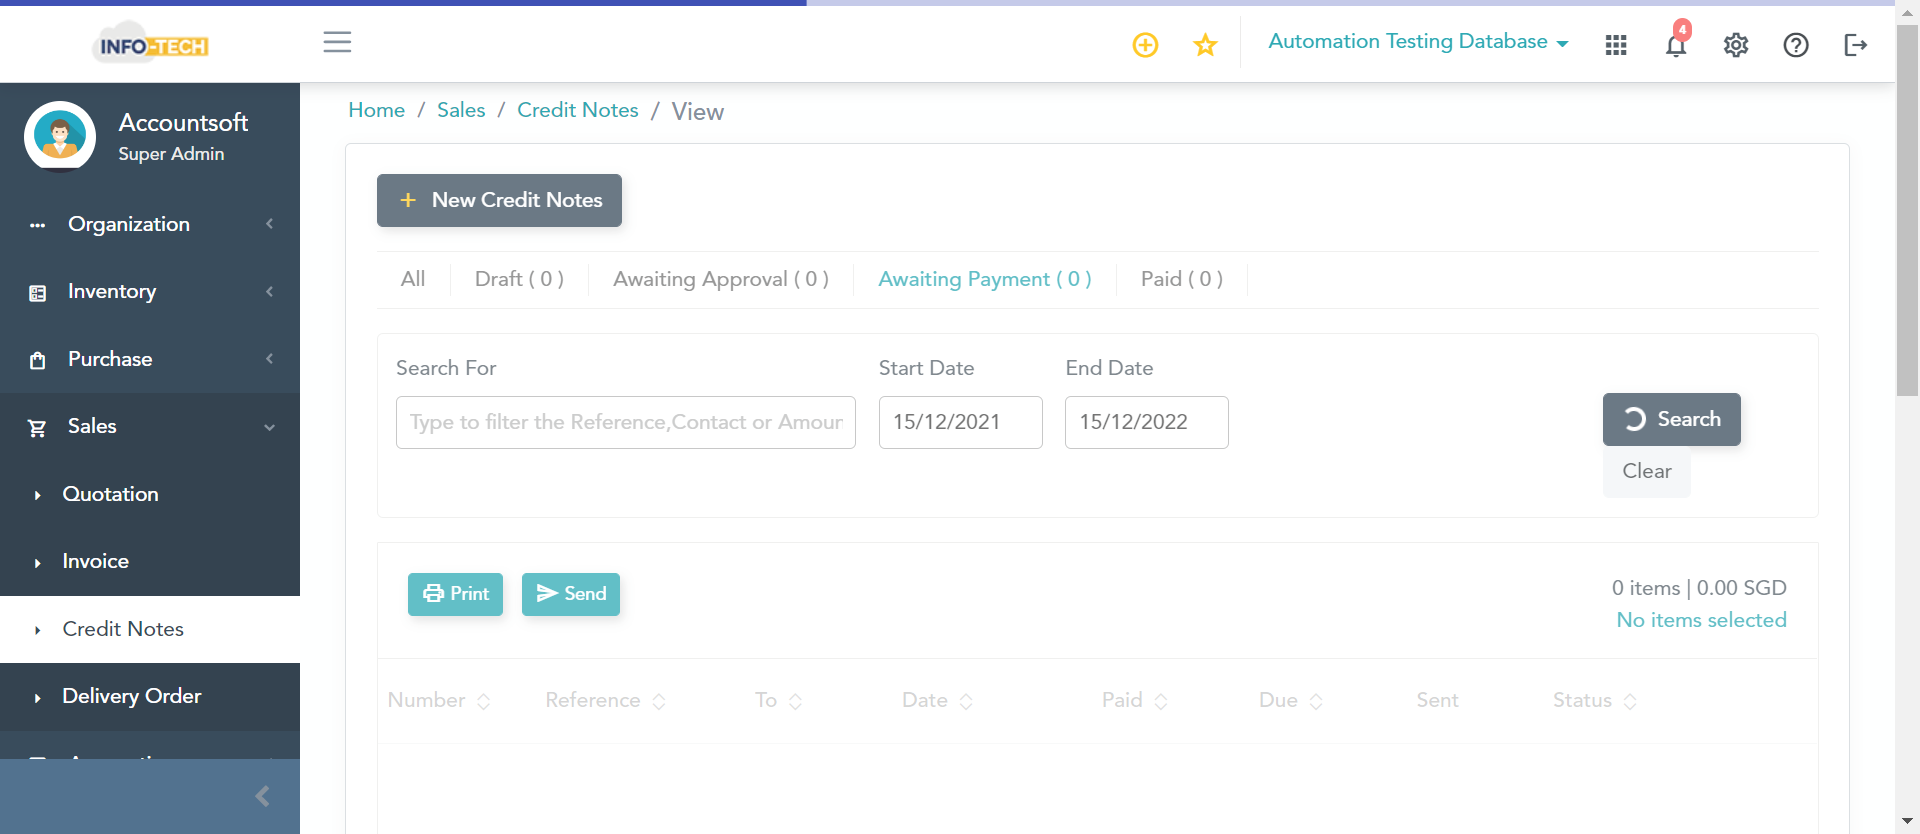 INFO-TECH
Automation Testing Database
4
Accountsoft
Super Admin
Organization
Inventory
Purchase
Sales
Quotation
Invoice
Credit Notes
Delivery Order
Home / Sales / Credit Notes / View
+ New Credit Notes
All
Draft ( 0 )
Awaiting Approval ( 0 )
Awaiting Payment ( 0 )
Paid ( 0 )
Search For
Start Date
End Date
Type to filter the Reference,Contact or Amour
15/12/2021
15/12/2022
Search
Clear
Print
Send
0 items | 0.00 SGD
No items selected
Number
Reference
To
Date
Paid
Due
Sent
Status